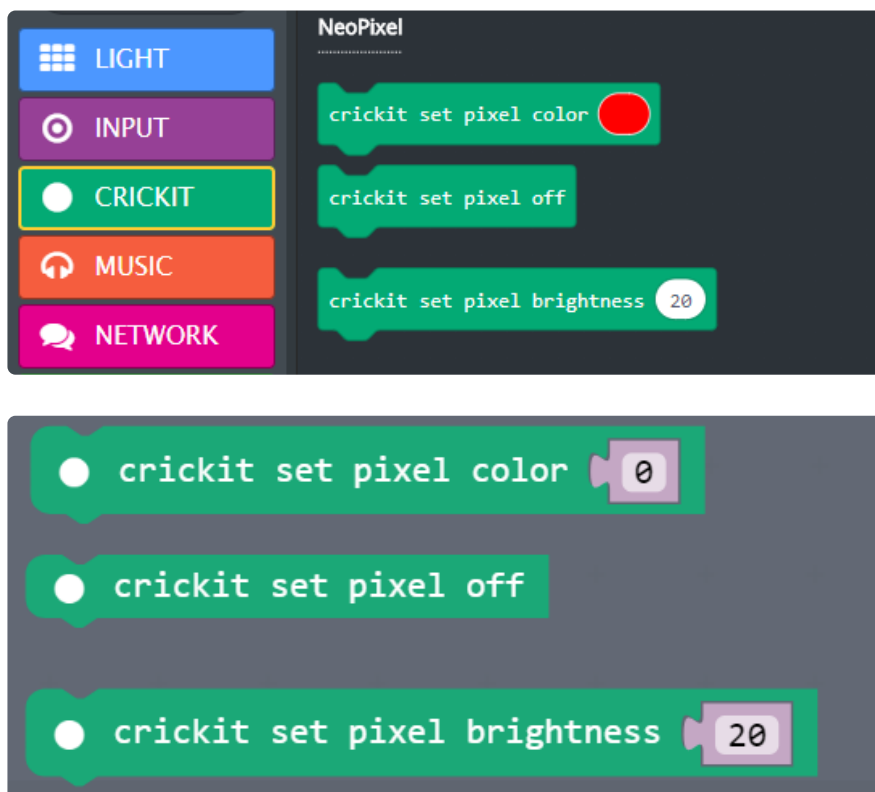 LIGHT
INPUT
CRICKIT
MUSIC
NETWORK
NeoPixel
crickit set pixel color
crickit set pixel off
crickit set pixel brightness 20
crickit set pixel color 0
crickit set pixel off
crickit set pixel brightness 20